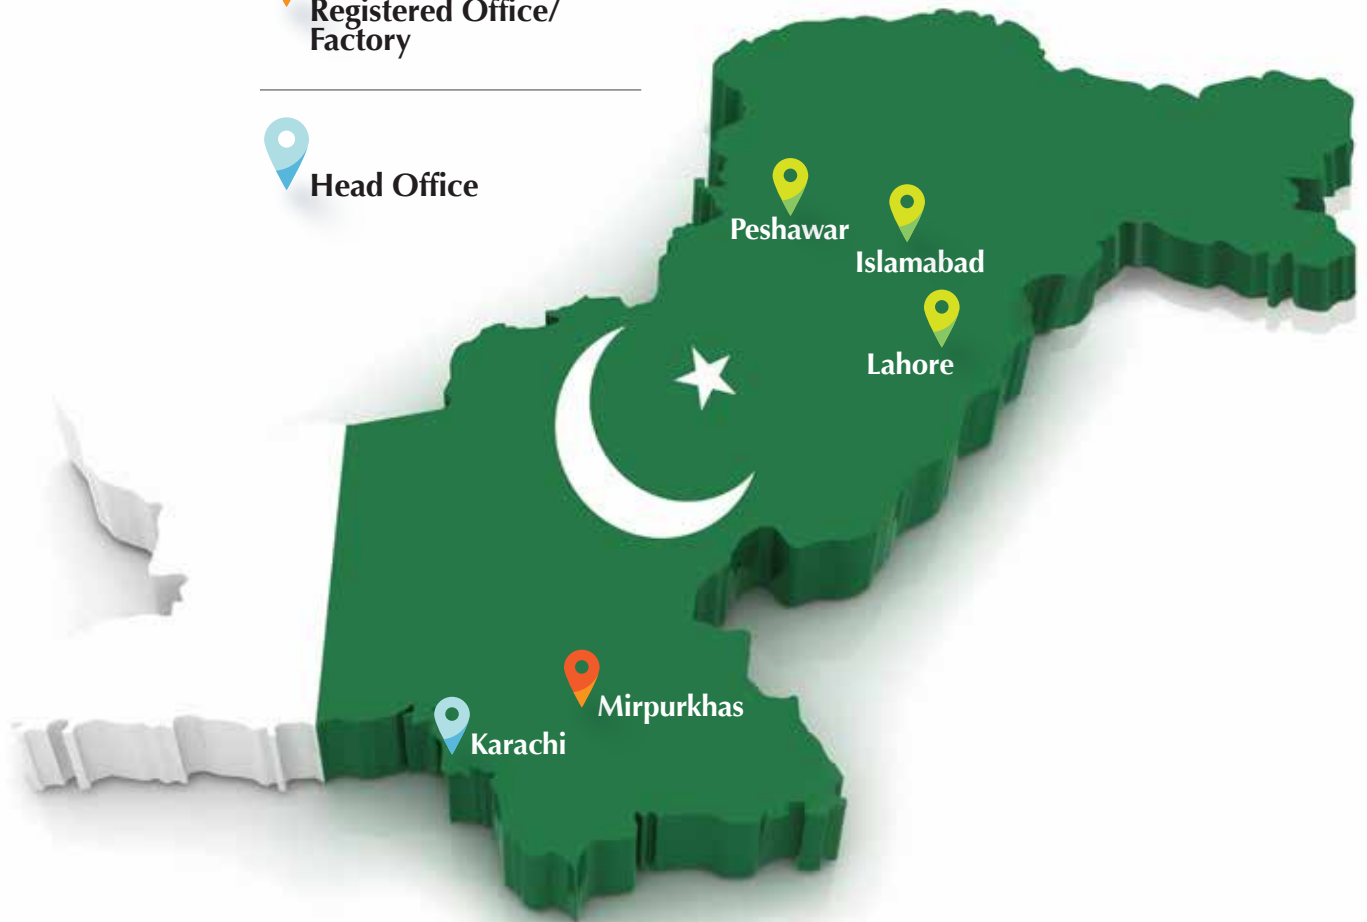 Registered Office/
Factory
Head Office
Peshawar
Islamabad
Lahore
Mirpurkhas
Karachi